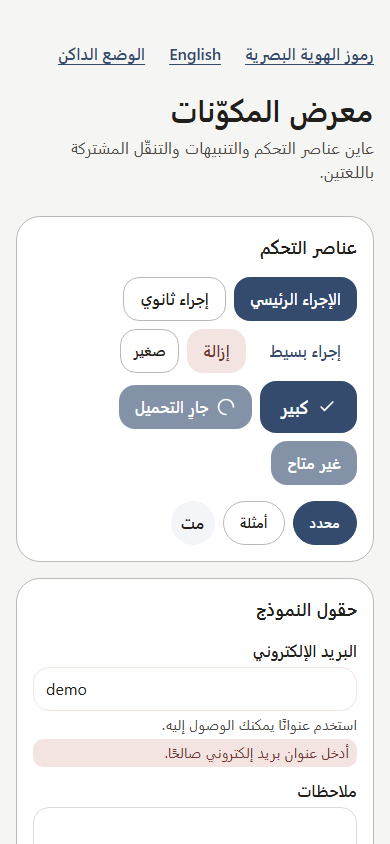 رموز الهوية البصرية English الوضع الداكن
معرض المكوّنات
عاين عناصر التحكم والتنبيهات والتنقّل المشتركة
باللغتين.
عناصر التحكم
الإجراء الرئيسي إجراء ثانوي
إجراء بسيط إزالة صغير
كبير جارٍ التحميل
غير متاح
محدد أمثلة مت
حقول النموذج
البريد الإلكتروني
demo
استخدم عنوانًا يمكنك الوصول إليه.
أدخل عنوان بريد إلكتروني صالحًا.
ملاحظات